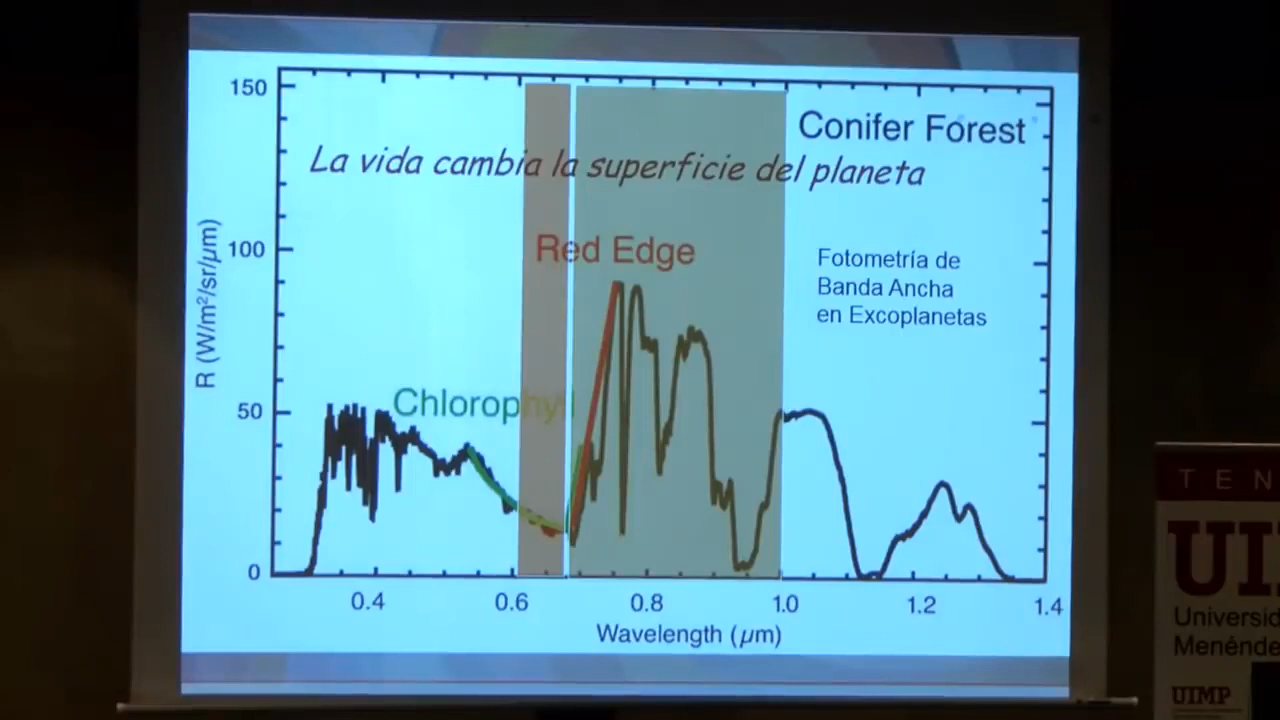 150
Conifer Forest
La vida cambia la superficie del planeta
100
Red Edge
Fotometría de
Banda Ancha
en Excoplanetas
R (W/m²/sr/µm)
50
Chlorophyl
0
0.4
0.6
0.8
1.0
1.2
1.4
Wavelength (µm)
TEN
UI
Universid
Menénde
UIMP